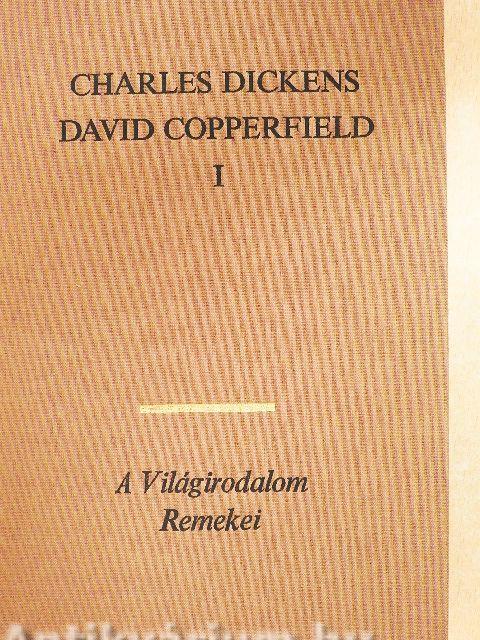 CHARLES DICKENS
DAVID COPPERFIELD
I
A Világirodalom
Remekei